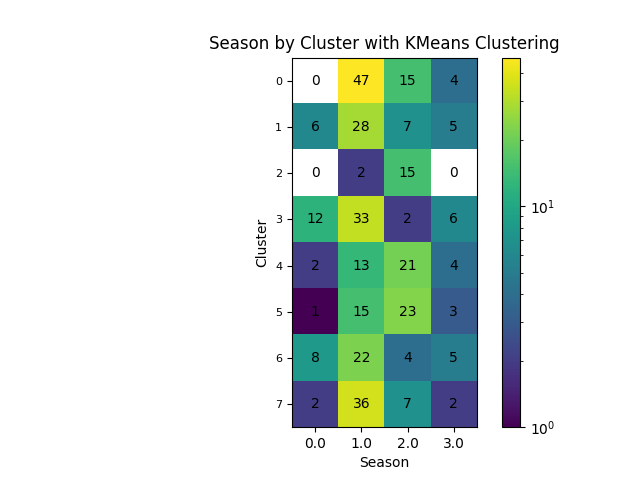 Season by Cluster with KMeans Clustering
Cluster
0 0 47 15 4
1 6 28 7 5
2 0 2 15 0
3 12 33 2 6
4 2 13 21 4
5 1 15 23 3
6 8 22 4 5
7 2 36 7 2
0.0 1.0 2.0 3.0
Season
10¹
10⁰